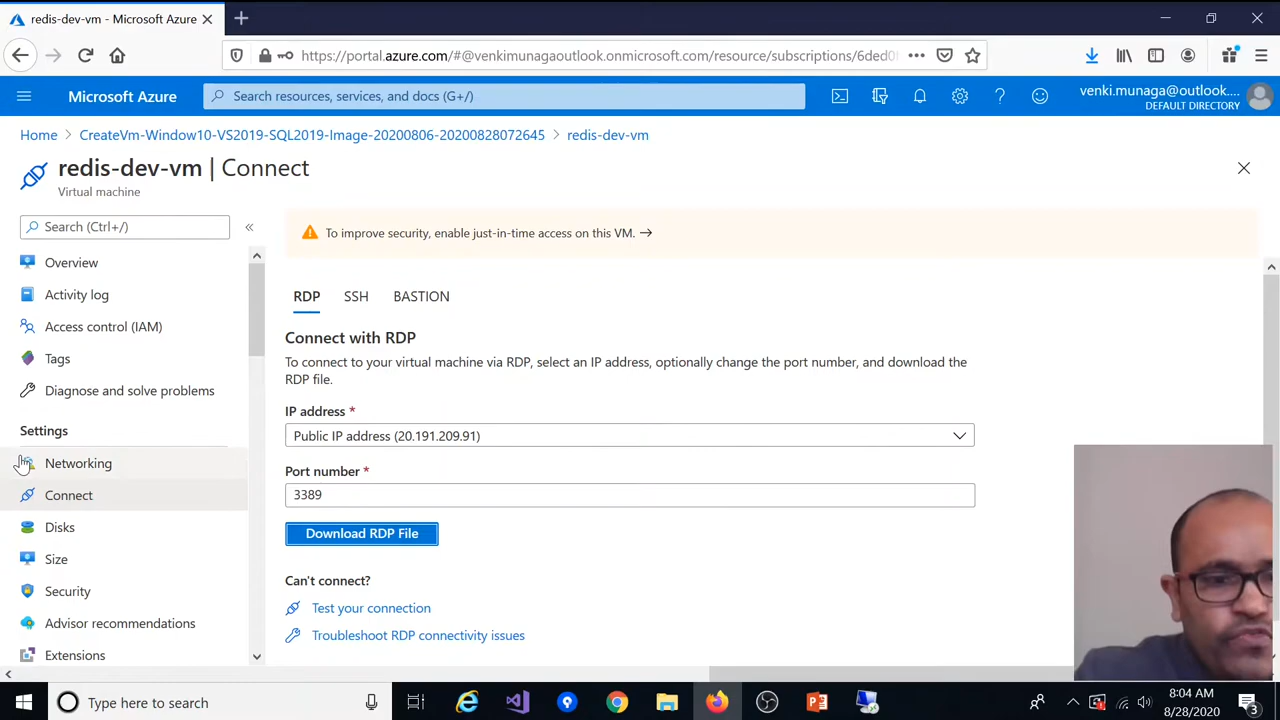 redis-dev-vm - Microsoft Azure
https://portal.azure.com/#@venkimunagaoutlook.onmicrosoft.com/resource/subscriptions/6ded0
Microsoft Azure
Search resources, services, and docs (G+/)
venki.munaga@outlook....
DEFAULT DIRECTORY
Home > CreateVm-Window10-VS2019-SQL2019-Image-20200806-20200828072645 > redis-dev-vm
redis-dev-vm | Connect
Virtual machine
Search (Ctrl+/)
«
Overview
Activity log
Access control (IAM)
Tags
Diagnose and solve problems
Settings
Networking
Connect
Disks
Size
Security
Advisor recommendations
Extensions
To improve security, enable just-in-time access on this VM. →
RDP SSH BASTION
Connect with RDP
To connect to your virtual machine via RDP, select an IP address, optionally change the port number, and download the
RDP file.
IP address *
Public IP address (20.191.209.91)
Port number *
3389
Download RDP File
Can't connect?
Test your connection
Troubleshoot RDP connectivity issues
Type here to search
8:04 AM
8/28/2020
3